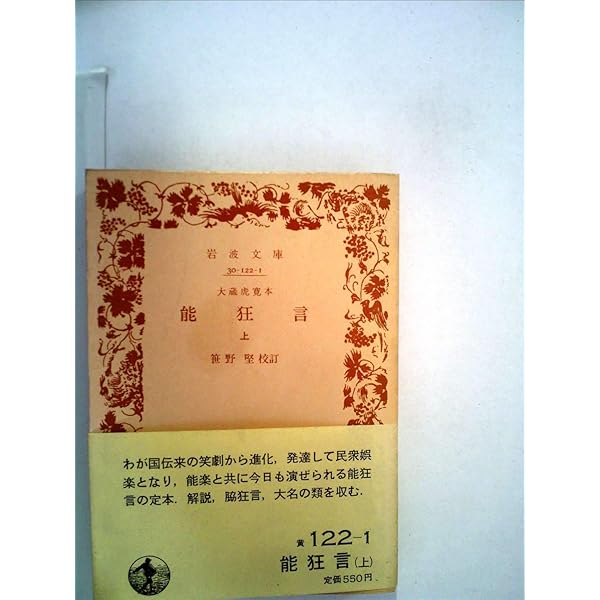 岩波文庫
30-122-1
大蔵虎寛本
能狂言
上
笹野堅校訂
わが国伝来の笑劇から進化，発達して民衆娯
楽となり，能楽と共に今日も演ぜられる能狂
言の定本．解説，脇狂言，大名の類を収む．
黄 122-1
能狂言(上)
定価550円